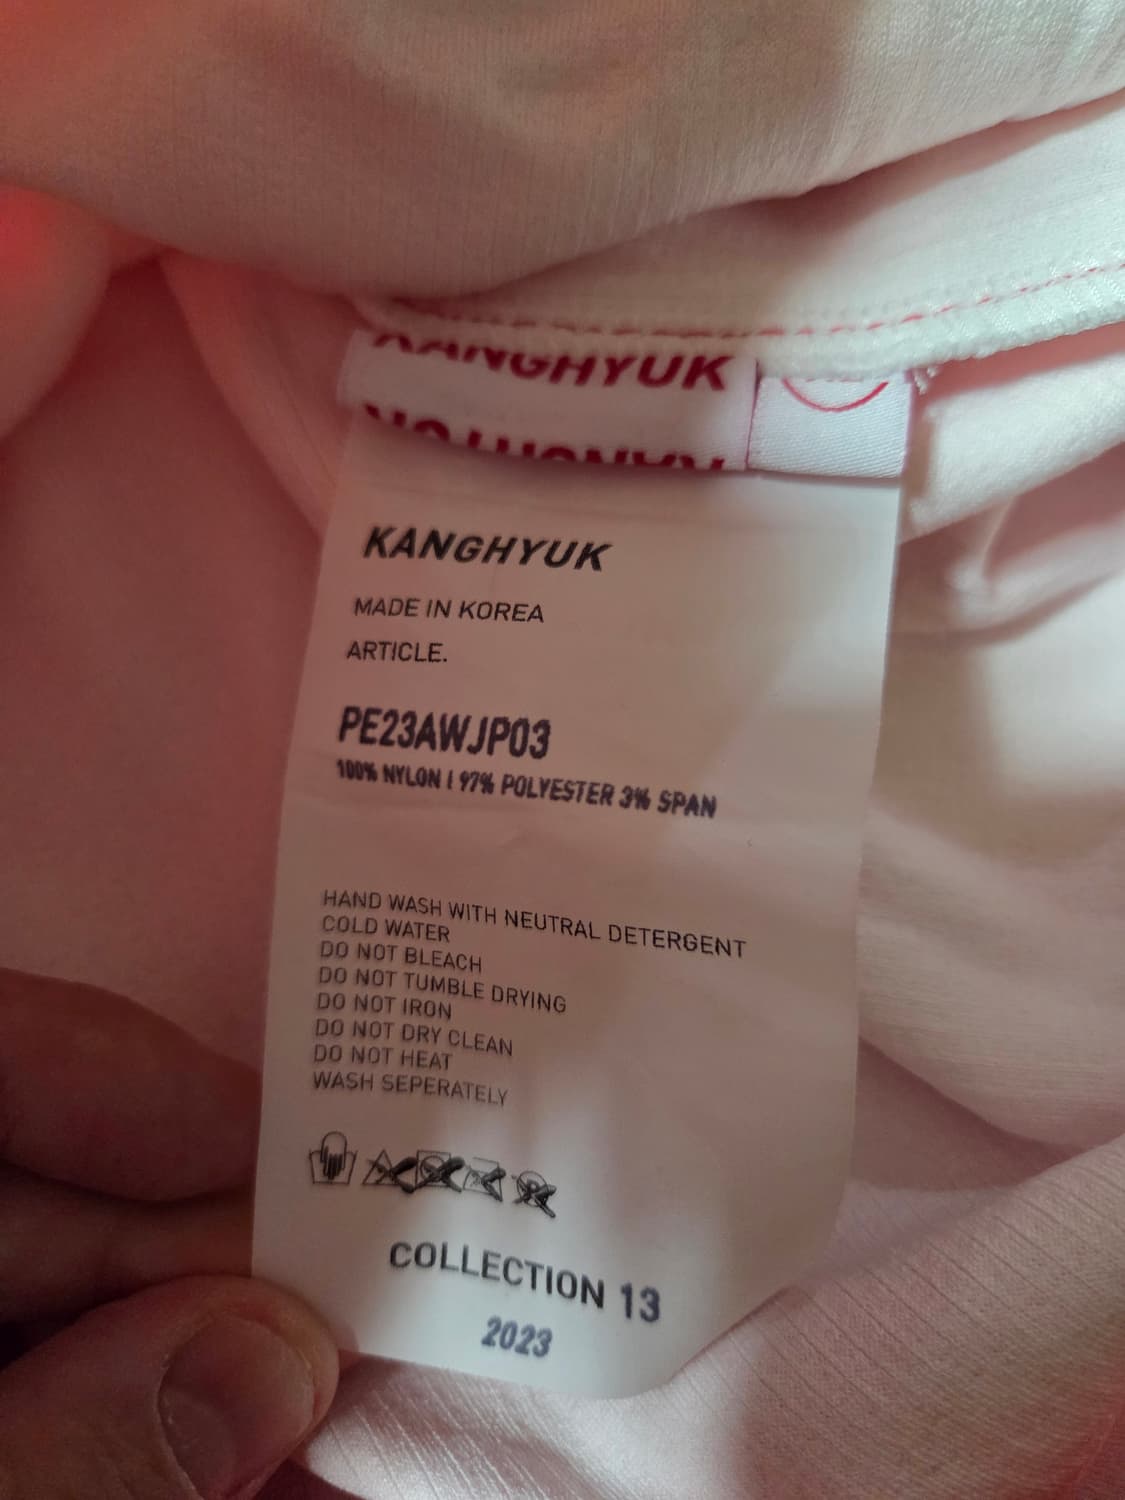 KANGHYUK
KANGHYUK
KANGHYUK
MADE IN KOREA
ARTICLE.
PE23AWJP03
100% NYLON | 97% POLYESTER 3% SPAN
HAND WASH WITH NEUTRAL DETERGENT
COLD WATER
DO NOT BLEACH
DO NOT TUMBLE DRYING
DO NOT IRON
DO NOT DRY CLEAN
DO NOT HEAT
WASH SEPERATELY
COLLECTION 13
2023